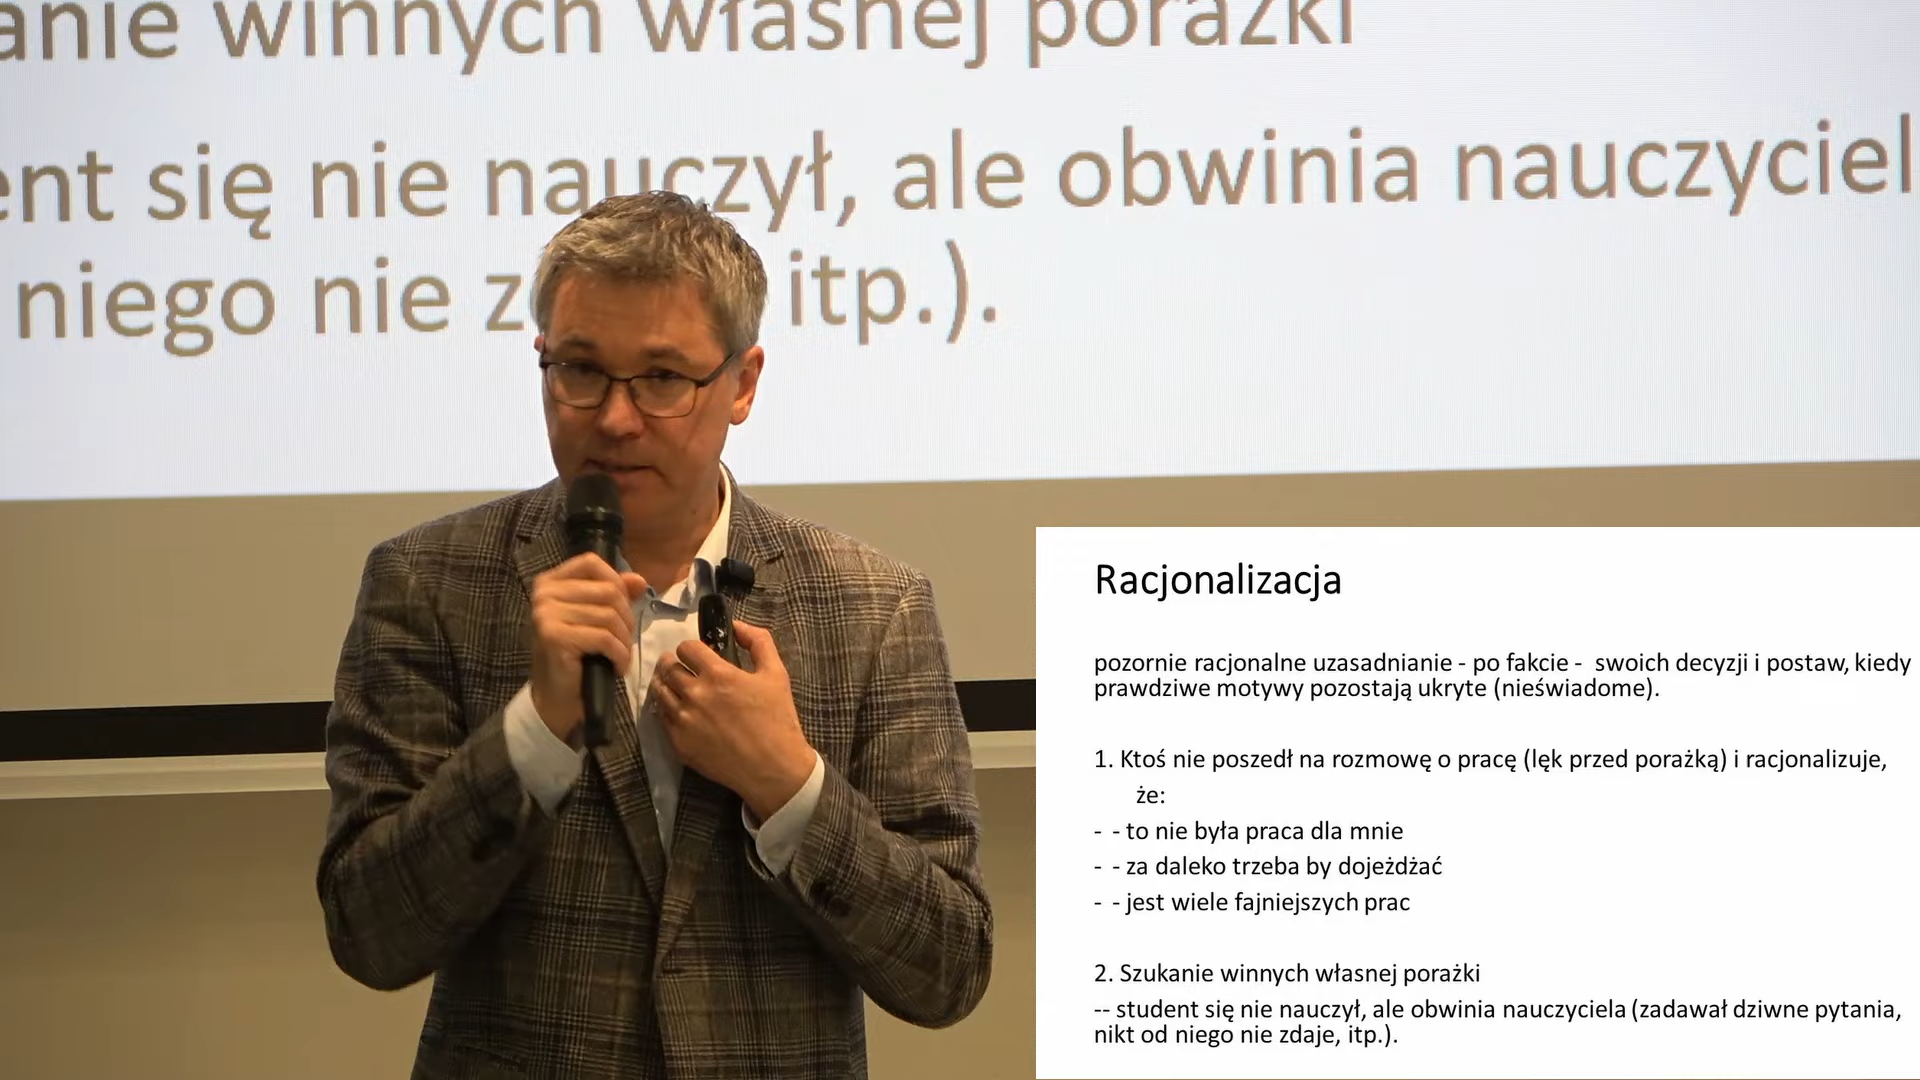 anie winnych własnej porażki
ent się nie nauczył, ale obwinia nauczyciel
niego nie z itp.).
Racjonalizacja
pozornie racjonalne uzasadnianie - po fakcie - swoich decyzji i postaw, kiedy
prawdziwe motywy pozostają ukryte (nieświadome).
1. Ktoś nie poszedł na rozmowę o pracę (lęk przed porażką) i racjonalizuje,
że:
- - to nie była praca dla mnie
- - za daleko trzeba by dojeżdżać
- - jest wiele fajniejszych prac
2. Szukanie winnych własnej porażki
-- student się nie nauczył, ale obwinia nauczyciela (zadawał dziwne pytania,
nikt od niego nie zdaje, itp.).